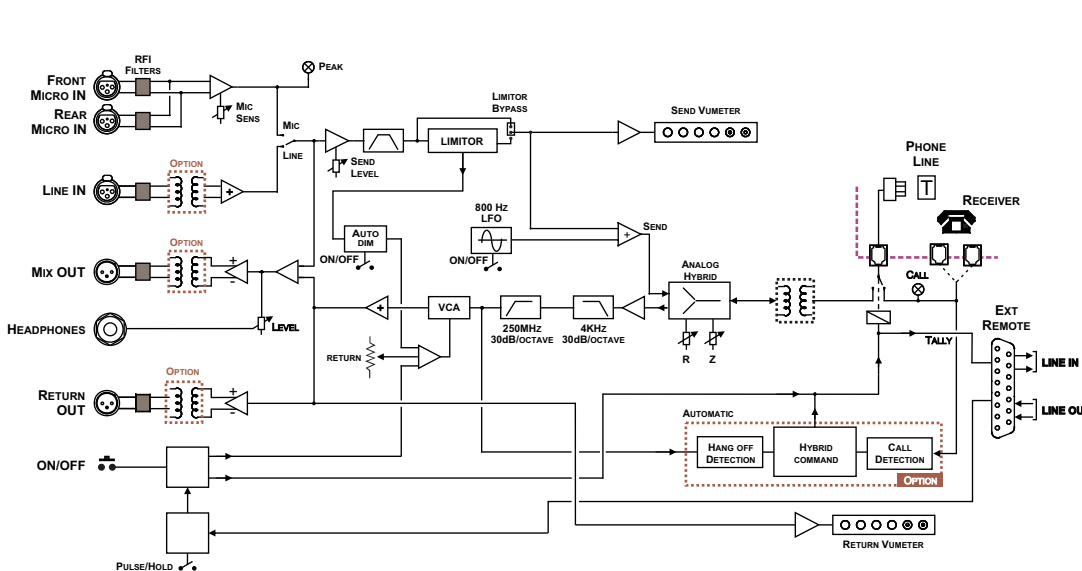 RFI
FILTERS
FRONT
MICRO IN
PEAK
REAR
MICRO IN
MIC
SENS
LIMITOR
BYPASS
SEND VUMETER
MIC
LINE
LIMITOR
SEND
LEVEL
PHONE
LINE
T
RECEIVER
OPTION
LINE IN
+
800 Hz
LFO
AUTO
DIM
ON/OFF
ON/OFF
+
SEND
OPTION
MIX OUT
+
-
ANALOG
HYBRID
CALL
HEADPHONES
LEVEL
+
VCA
250MHz
30dB/OCTAVE
4KHz
30dB/OCTAVE
R
Z
RETURN
TALLY
EXT
REMOTE
LINE IN
LINE OU
OPTION
RETURN
OUT
+
-
AUTOMATIC
HANG OFF
DETECTION
HYBRID
COMMAND
CALL
DETECTION
OPTION
ON/OFF
PULSE/HOLD
RETURN VUMETER